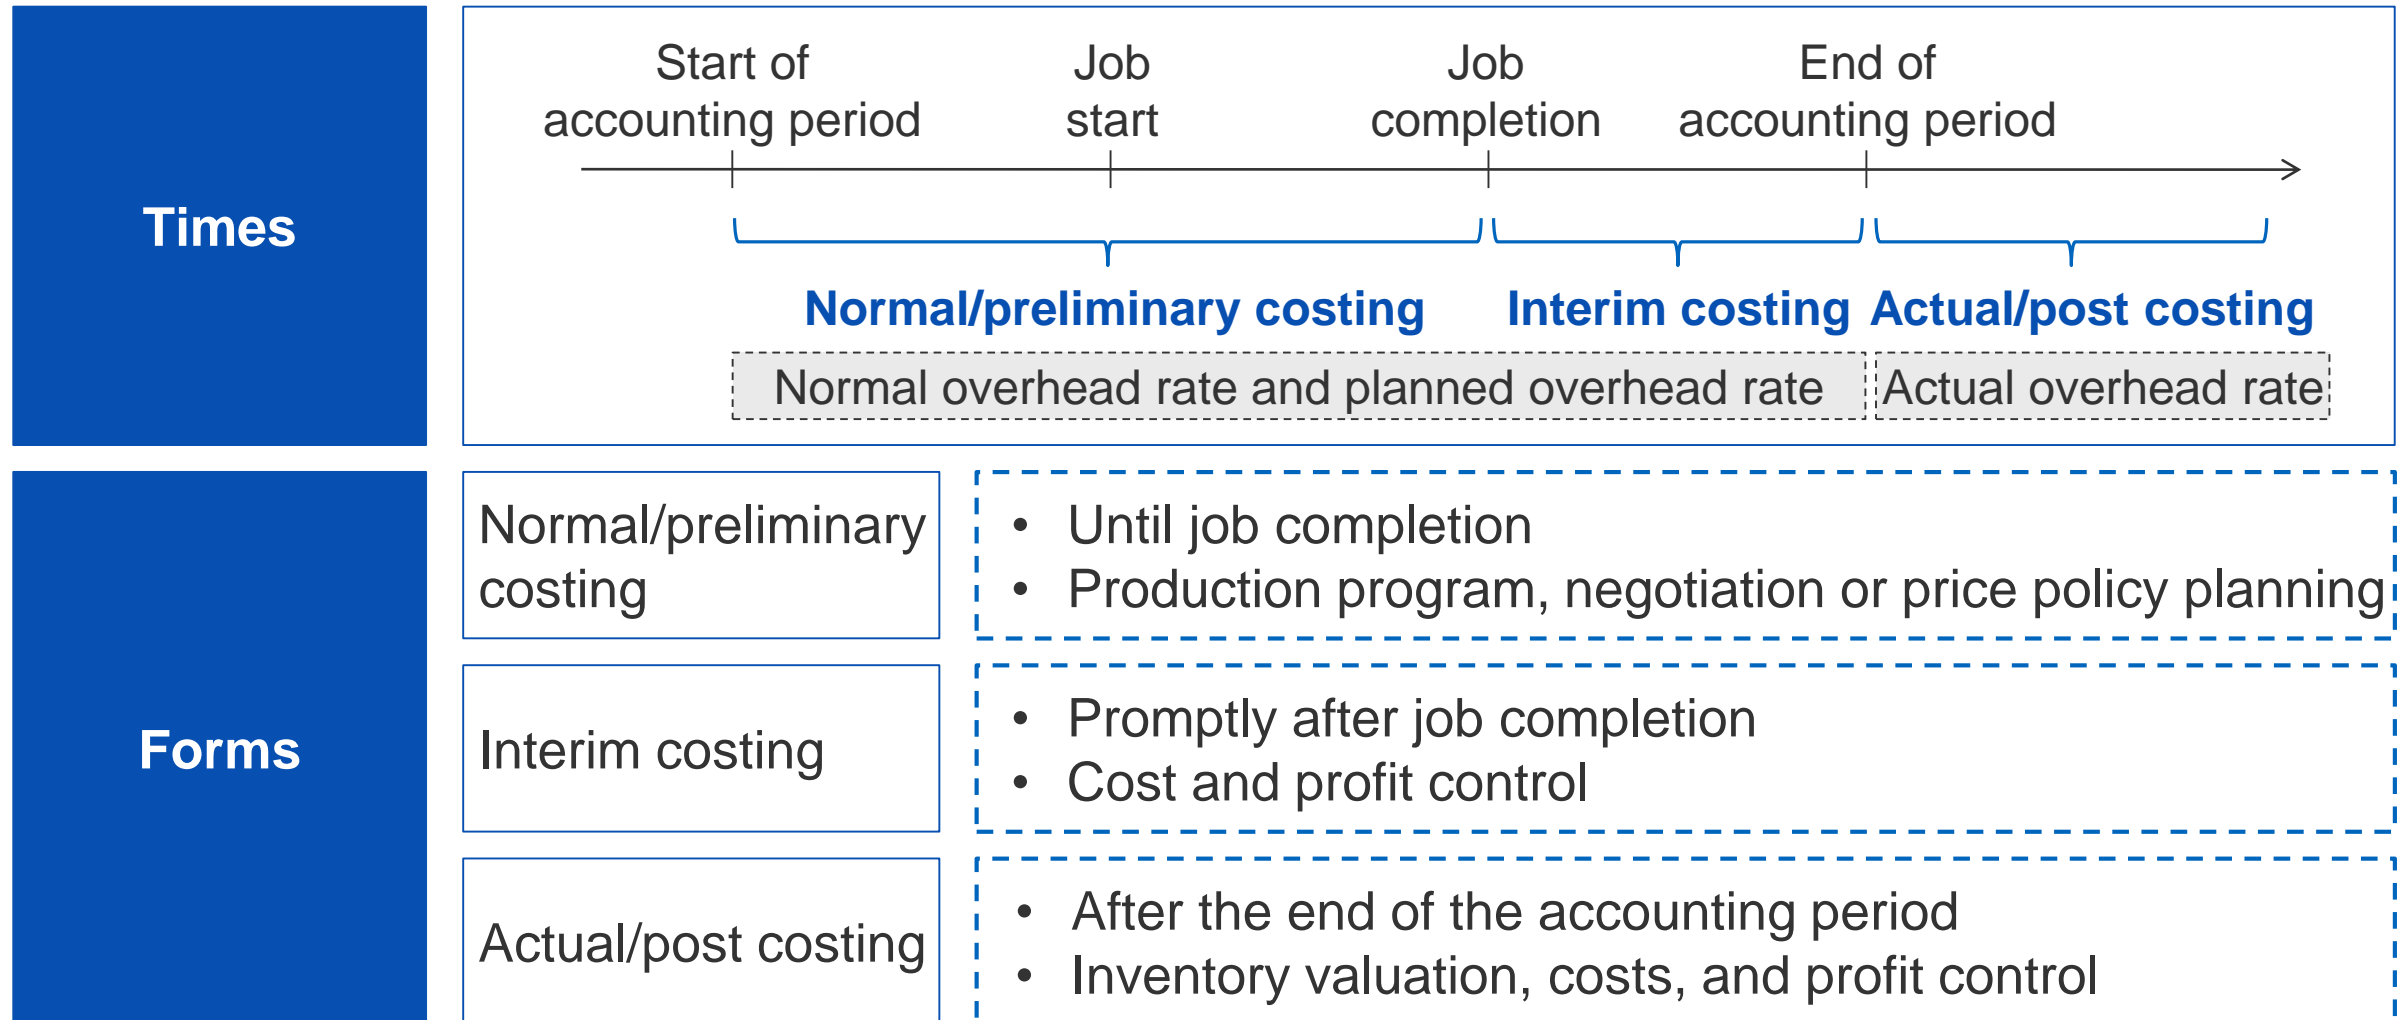 Times
Start of
accounting period
Job
start
Job
completion
End of
accounting period
Normal/preliminary costing
Interim costing
Actual/post costing
Normal overhead rate and planned overhead rate
Actual overhead rate
Forms
Normal/preliminary
costing
• Until job completion
• Production program, negotiation or price policy planning
Interim costing
• Promptly after job completion
• Cost and profit control
Actual/post costing
• After the end of the accounting period
• Inventory valuation, costs, and profit control